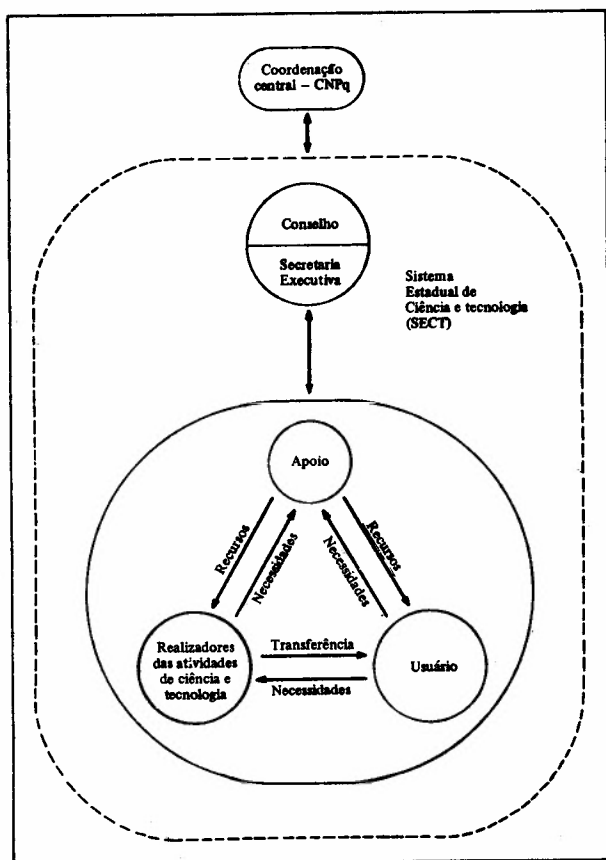 Coordenação
central – CNPq
Conselho
Secretaria
Executiva
Sistema
Estadual de
Ciência e tecnologia
(SECT)
Apoio
Recursos
Necessidades
Necessidades
Recursos
Realizadores
das atividades
de ciência e
tecnologia
Transferência
Necessidades
Usuário